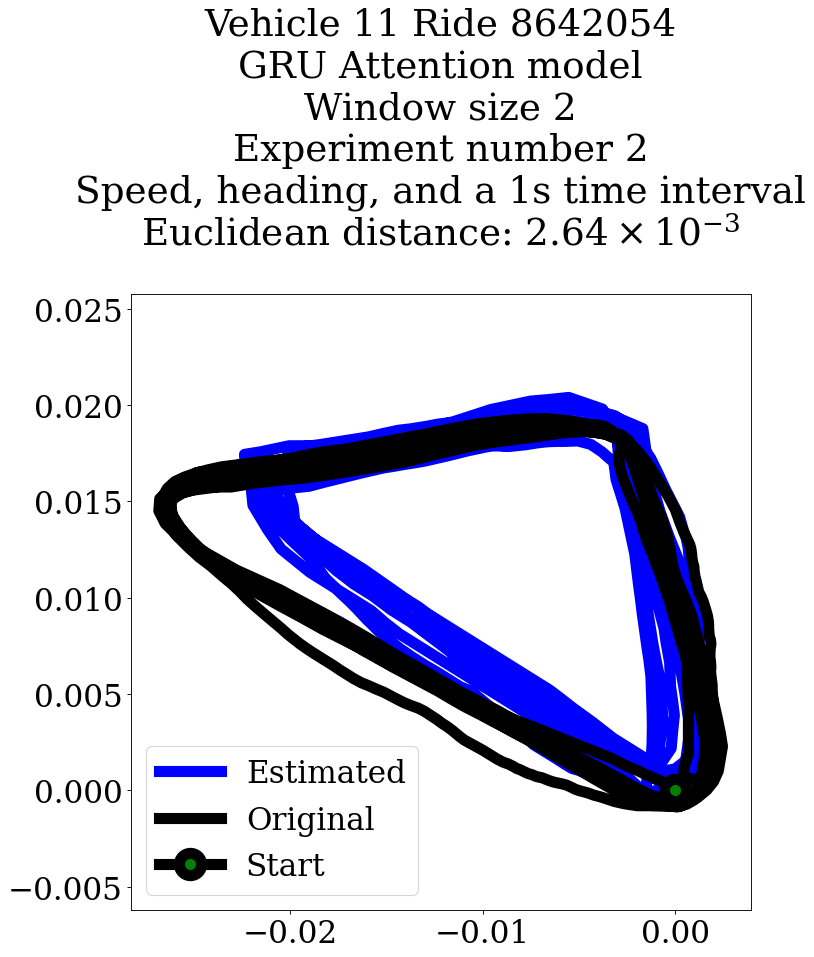 Vehicle 11 Ride 8642054
GRU Attention model
Window size 2
Experiment number 2
Speed, heading, and a 1s time interval
Euclidean distance: 2.64 × 10⁻³
0.025
0.020
0.015
0.010
0.005
0.000
−0.005
Estimated
Original
Start
−0.02 −0.01 0.00